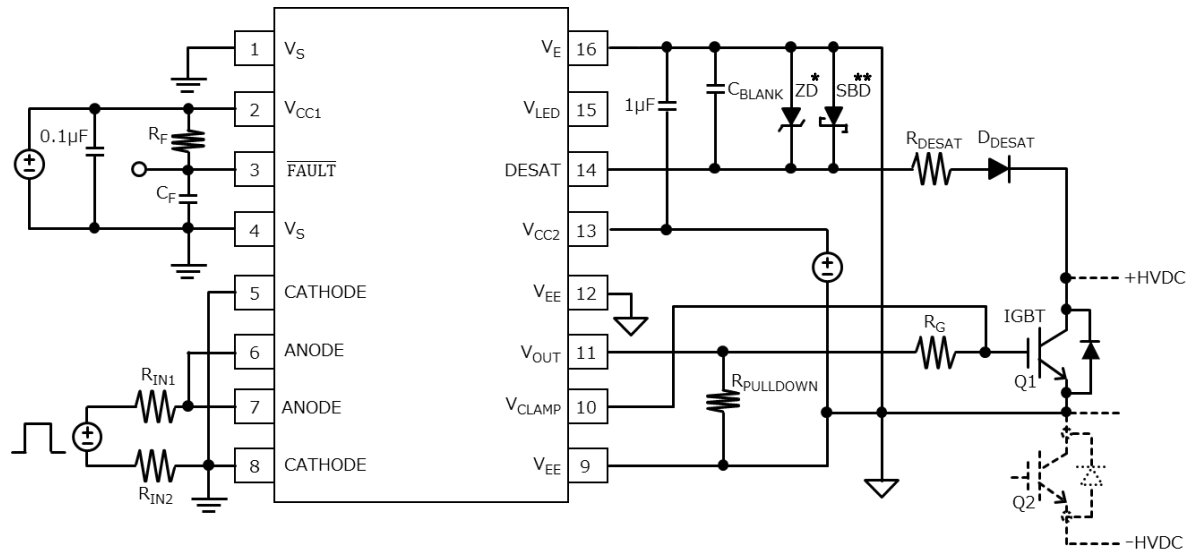 1 V_S
V_E 16
2 V_CC1
V_LED 15
3 FAULT
DESAT 14
4 V_S
V_CC2 13
5 CATHODE
V_EE 12
6 ANODE
V_OUT 11
7 ANODE
V_CLAMP 10
8 CATHODE
V_EE 9
0.1μF
R_F
C_F
R_IN1
R_IN2
1μF
C_BLANK
ZD*
SBD**
R_DESAT
D_DESAT
+HVDC
IGBT
R_G
Q1
R_PULLDOWN
Q2
−HVDC